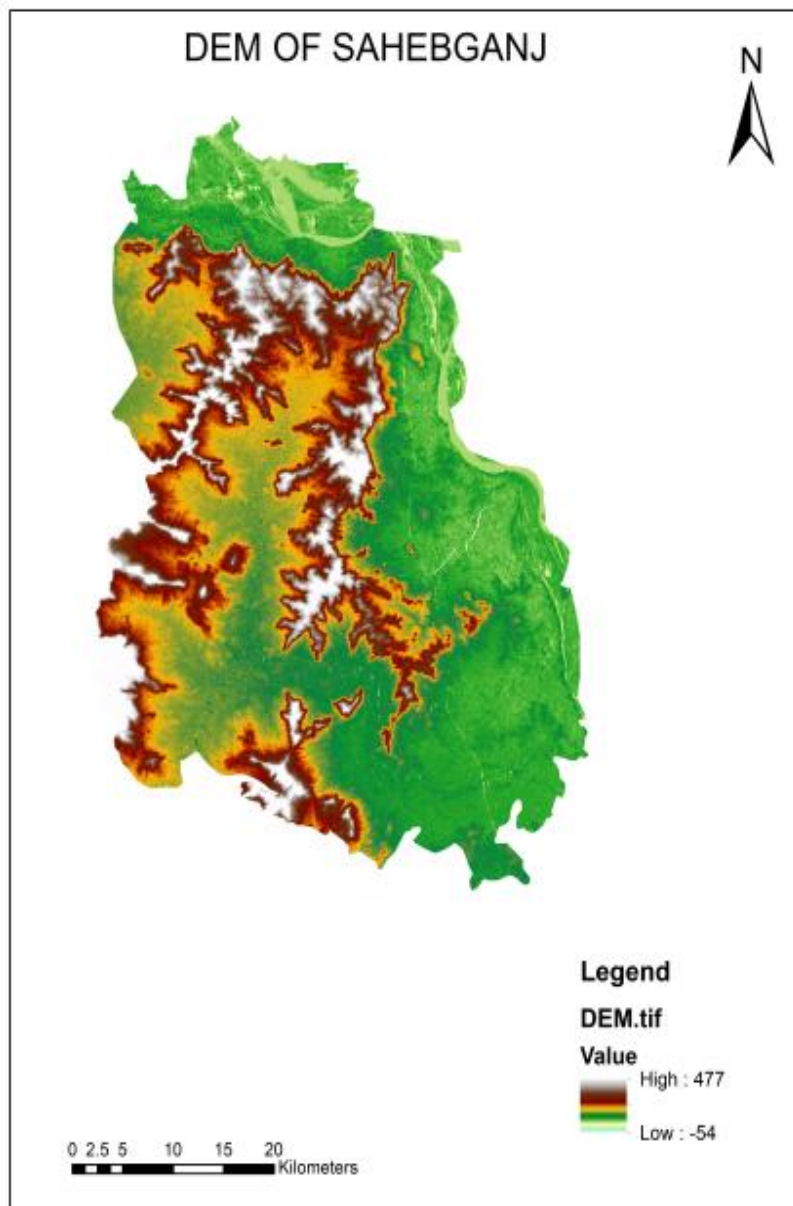 DEM OF SAHEBGANJ
N
Legend
DEM.tif
Value
High : 477
Low : -54
0 2.5 5 10 15 20
Kilometers